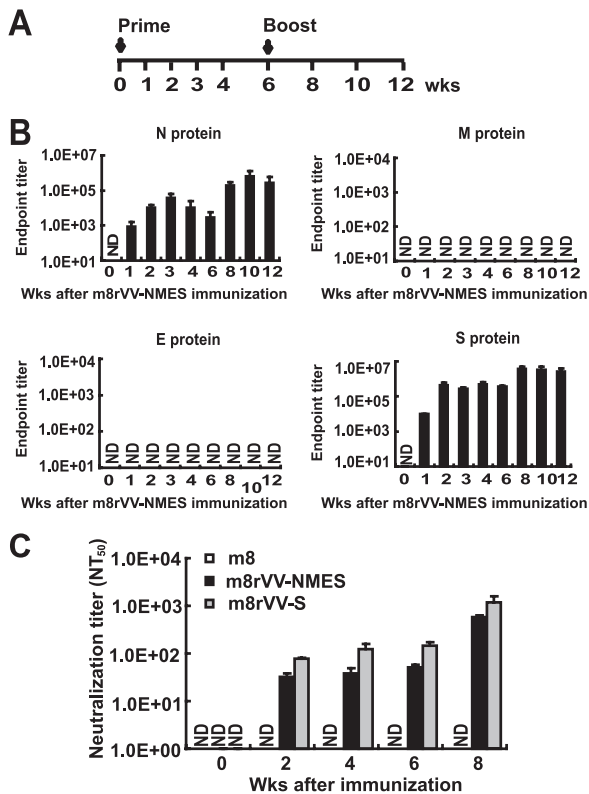 A
Prime Boost
0 1 2 3 4 6 8 10 12 wks
B
N protein
Endpoint titer
1.0E+07
1.0E+05
1.0E+03
1.0E+01
ND
0 1 2 3 4 6 8 10 12
Wks after m8rVV-NMES immunization
M protein
Endpoint titer
1.0E+04
1.0E+03
1.0E+02
1.0E+01
ND ND ND ND ND ND ND ND ND
0 1 2 3 4 6 8 10 12
Wks after m8rVV-NMES immunization
E protein
Endpoint titer
1.0E+04
1.0E+03
1.0E+02
1.0E+01
ND ND ND ND ND ND ND ND ND
0 1 2 3 4 6 8 10 12
Wks after m8rVV-NMES immunization
S protein
Endpoint titer
1.0E+07
1.0E+05
1.0E+03
1.0E+01
ND
0 1 2 3 4 6 8 10 12
Wks after m8rVV-NMES immunization
C
Neutralization titer (NT50)
1.0E+04
1.0E+03
1.0E+02
1.0E+01
1.0E+00
m8
m8rVV-NMES
m8rVV-S
ND ND ND ND ND ND ND
0 2 4 6 8
Wks after immunization